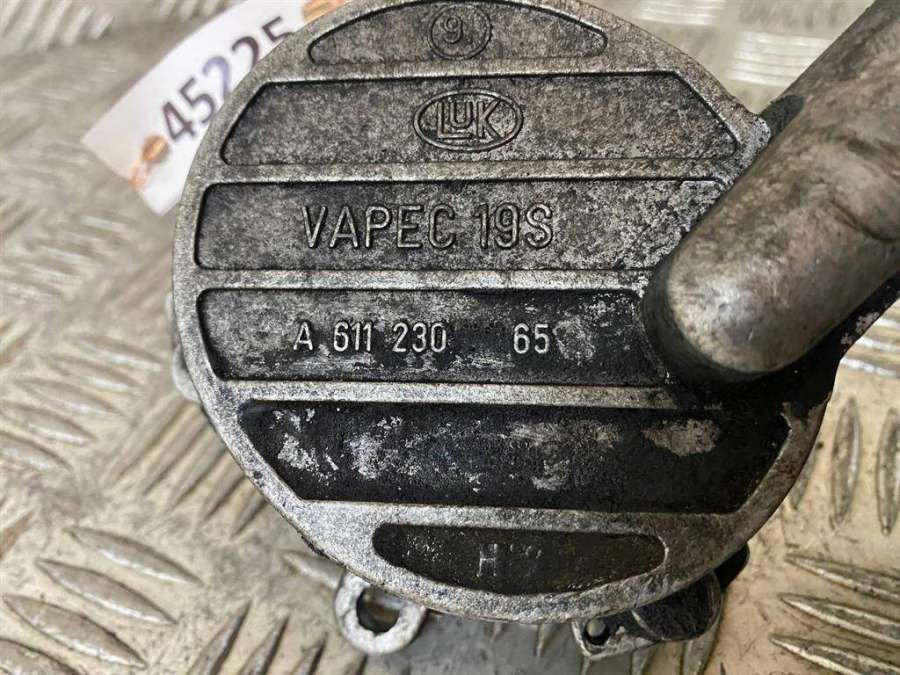 45225
9
LUK
VAPEC 19S
A 611 230 65
H